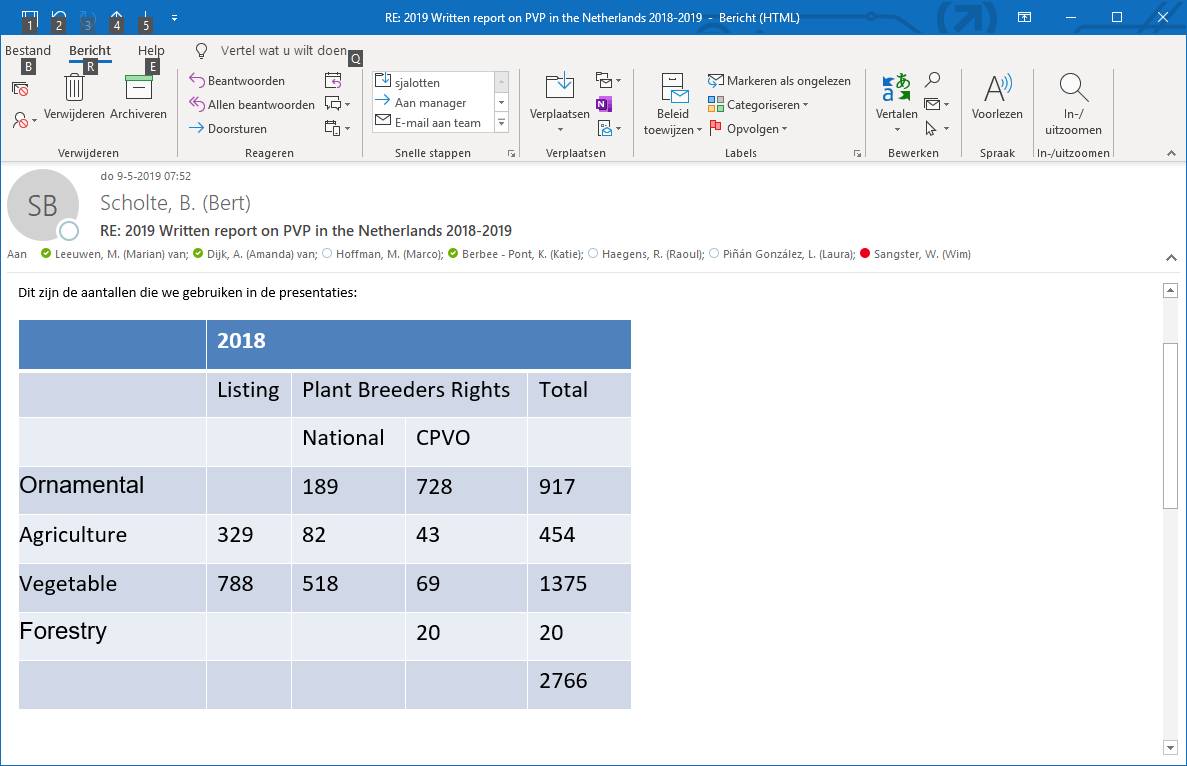 1 2 3 4 5
RE: 2019 Written report on PVP in the Netherlands 2018-2019 - Bericht (HTML)
Bestand Bericht Help Vertel wat u wilt doen
B R E Q
Verwijderen Archiveren
Verwijderen
Beantwoorden
Allen beantwoorden
Doorsturen
Reageren
sjalotten
Aan manager
E-mail aan team
Snelle stappen
Verplaatsen
Verplaatsen
Beleid
toewijzen
Markeren als ongelezen
Categoriseren
Opvolgen
Labels
Vertalen
Bewerken
Voorlezen
Spraak
In-/
uitzoomen
In-/uitzoomen
SB
do 9-5-2019 07:52
Scholte, B. (Bert)
RE: 2019 Written report on PVP in the Netherlands 2018-2019
Aan Leeuwen, M. (Marian) van; Dijk, A. (Amanda) van; Hoffman, M. (Marco); Berbee - Pont, K. (Katie); Haegens, R. (Raoul); Piñán González, L. (Laura); Sangster, W. (Wim)
Dit zijn de aantallen die we gebruiken in de presentaties:
2018
Listing Plant Breeders Rights Total
National CPVO
Ornamental 189 728 917
Agriculture 329 82 43 454
Vegetable 788 518 69 1375
Forestry 20 20
2766